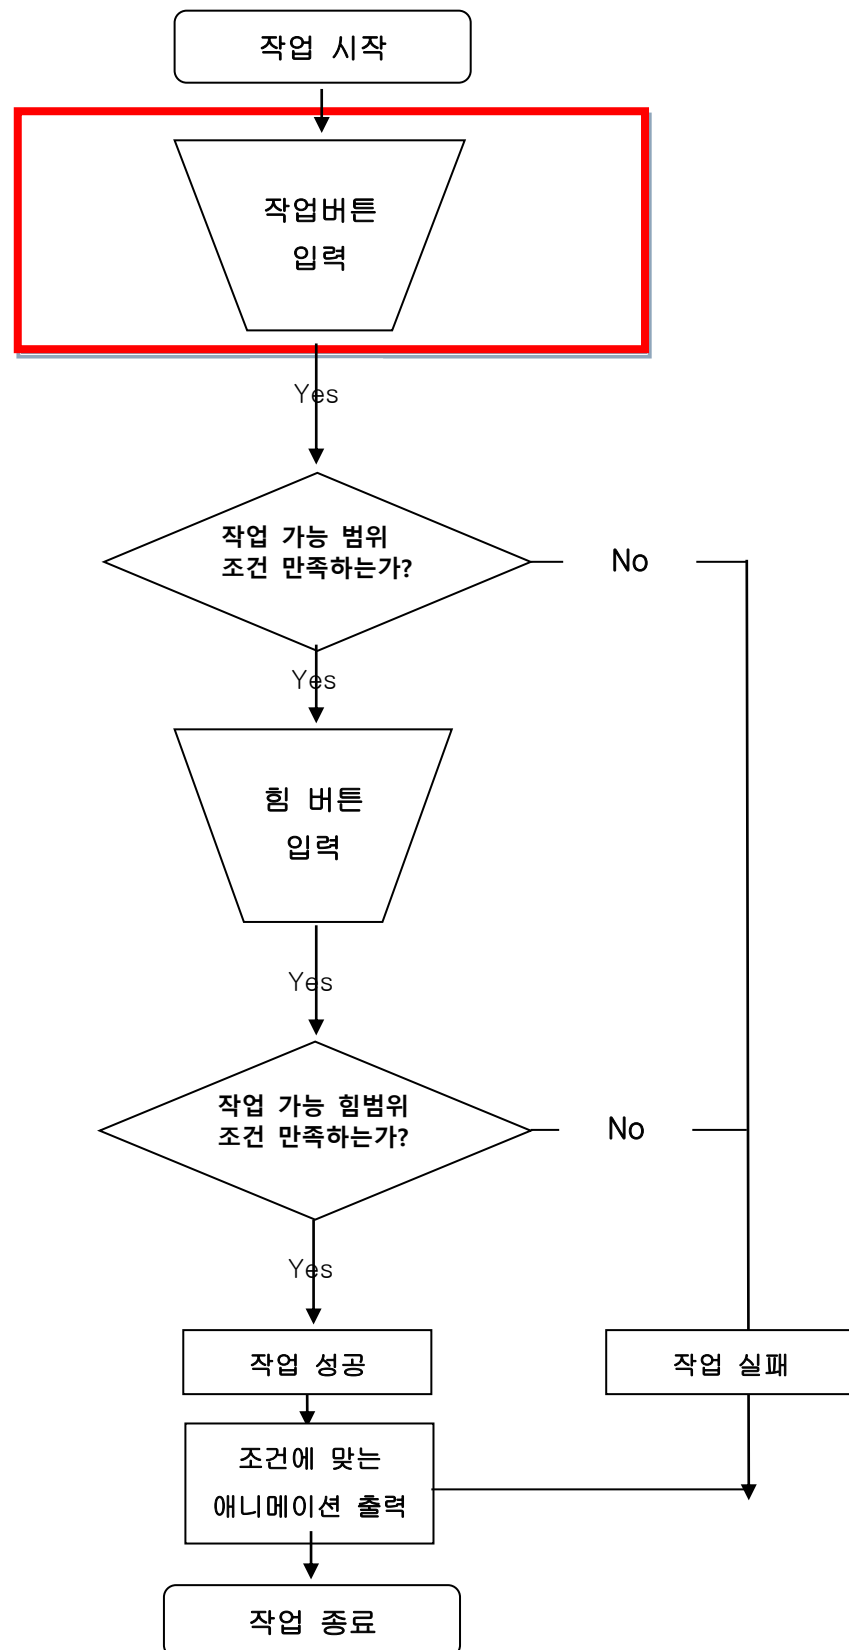 작업 시작
작업버튼
입력
Yes
작업 가능 범위
조건 만족하는가?
No
Yes
힘 버튼
입력
Yes
작업 가능 힘범위
조건 만족하는가?
No
Yes
작업 성공
작업 실패
조건에 맞는
애니메이션 출력
작업 종료